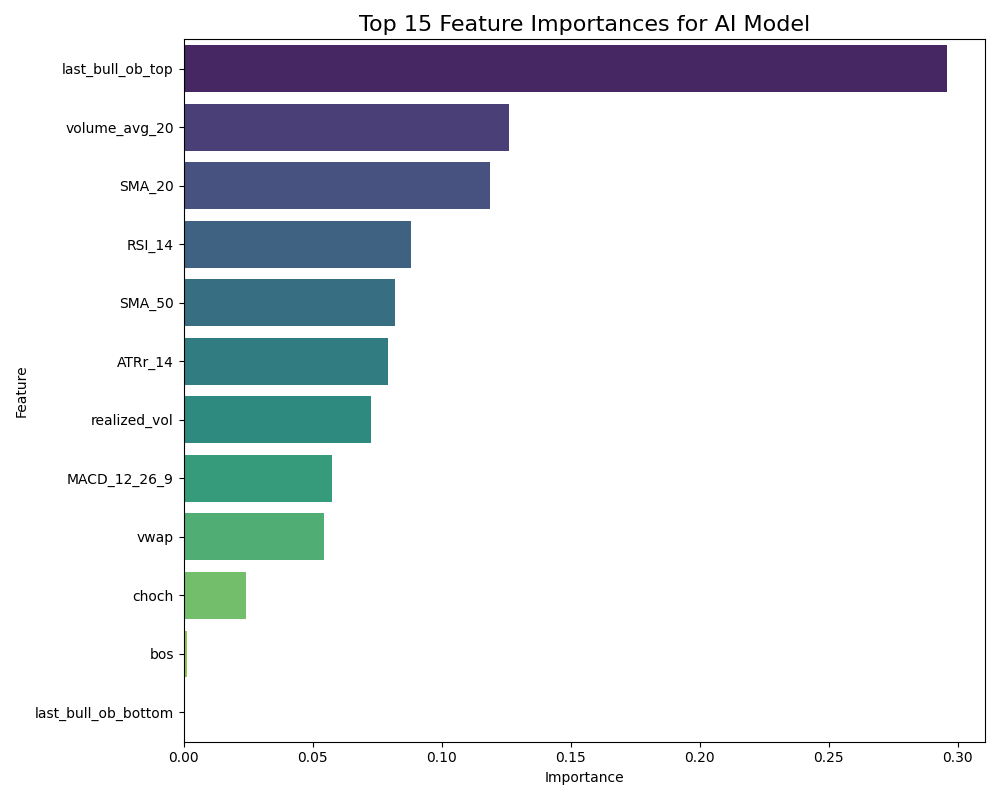 Top 15 Feature Importances for AI Model
last_bull_ob_top
volume_avg_20
SMA_20
RSI_14
SMA_50
ATRr_14
realized_vol
MACD_12_26_9
vwap
choch
bos
last_bull_ob_bottom
Feature
0.00 0.05 0.10 0.15 0.20 0.25 0.30
Importance